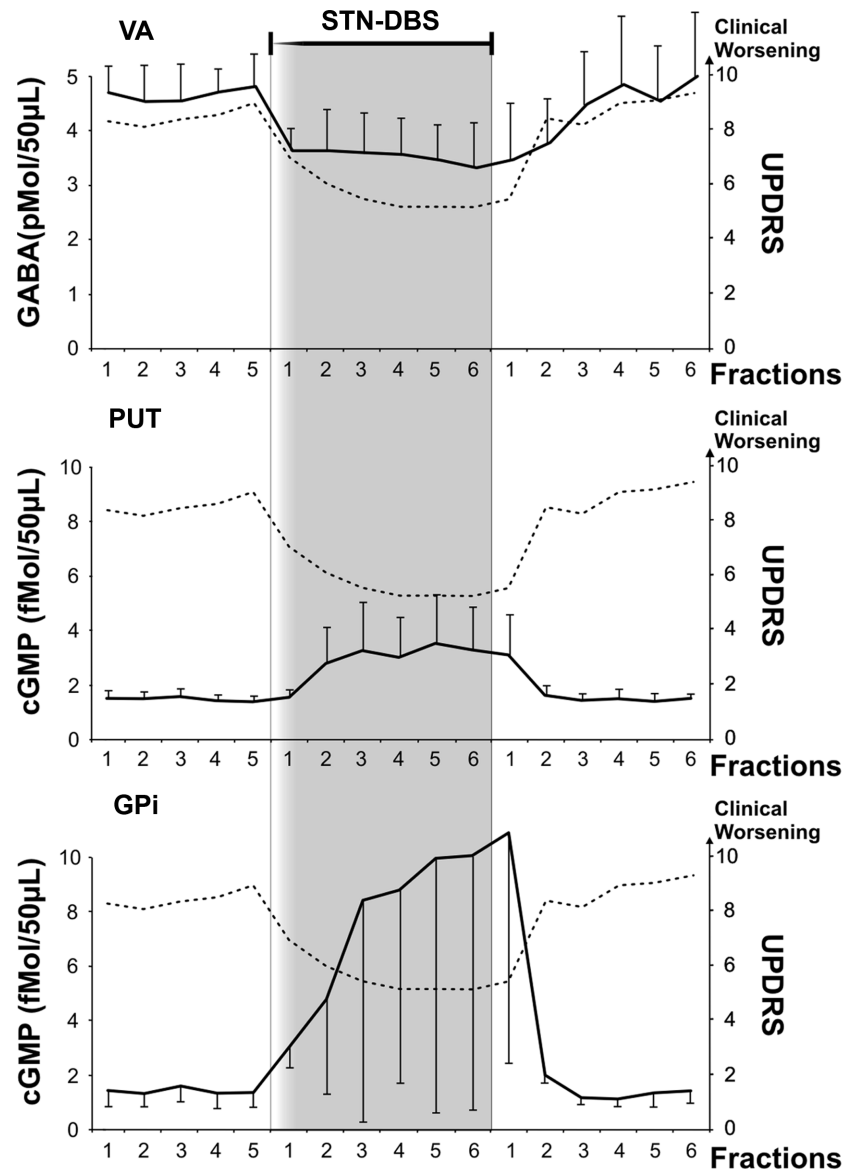 VA
STN-DBS
Clinical
Worsening
GABA(pMol/50µL)
5
4
3
2
1
0
10
8
6
4
2
0
UPDRS
1 2 3 4 5 1 2 3 4 5 6 1 2 3 4 5 6 Fractions
PUT
Clinical
Worsening
cGMP (fMol/50µL)
10
8
6
4
2
0
10
8
6
4
2
0
UPDRS
1 2 3 4 5 1 2 3 4 5 6 1 2 3 4 5 6 Fractions
GPi
Clinical
Worsening
cGMP (fMol/50µL)
10
8
6
4
2
0
10
8
6
4
2
0
UPDRS
1 2 3 4 5 1 2 3 4 5 6 1 2 3 4 5 6 Fractions